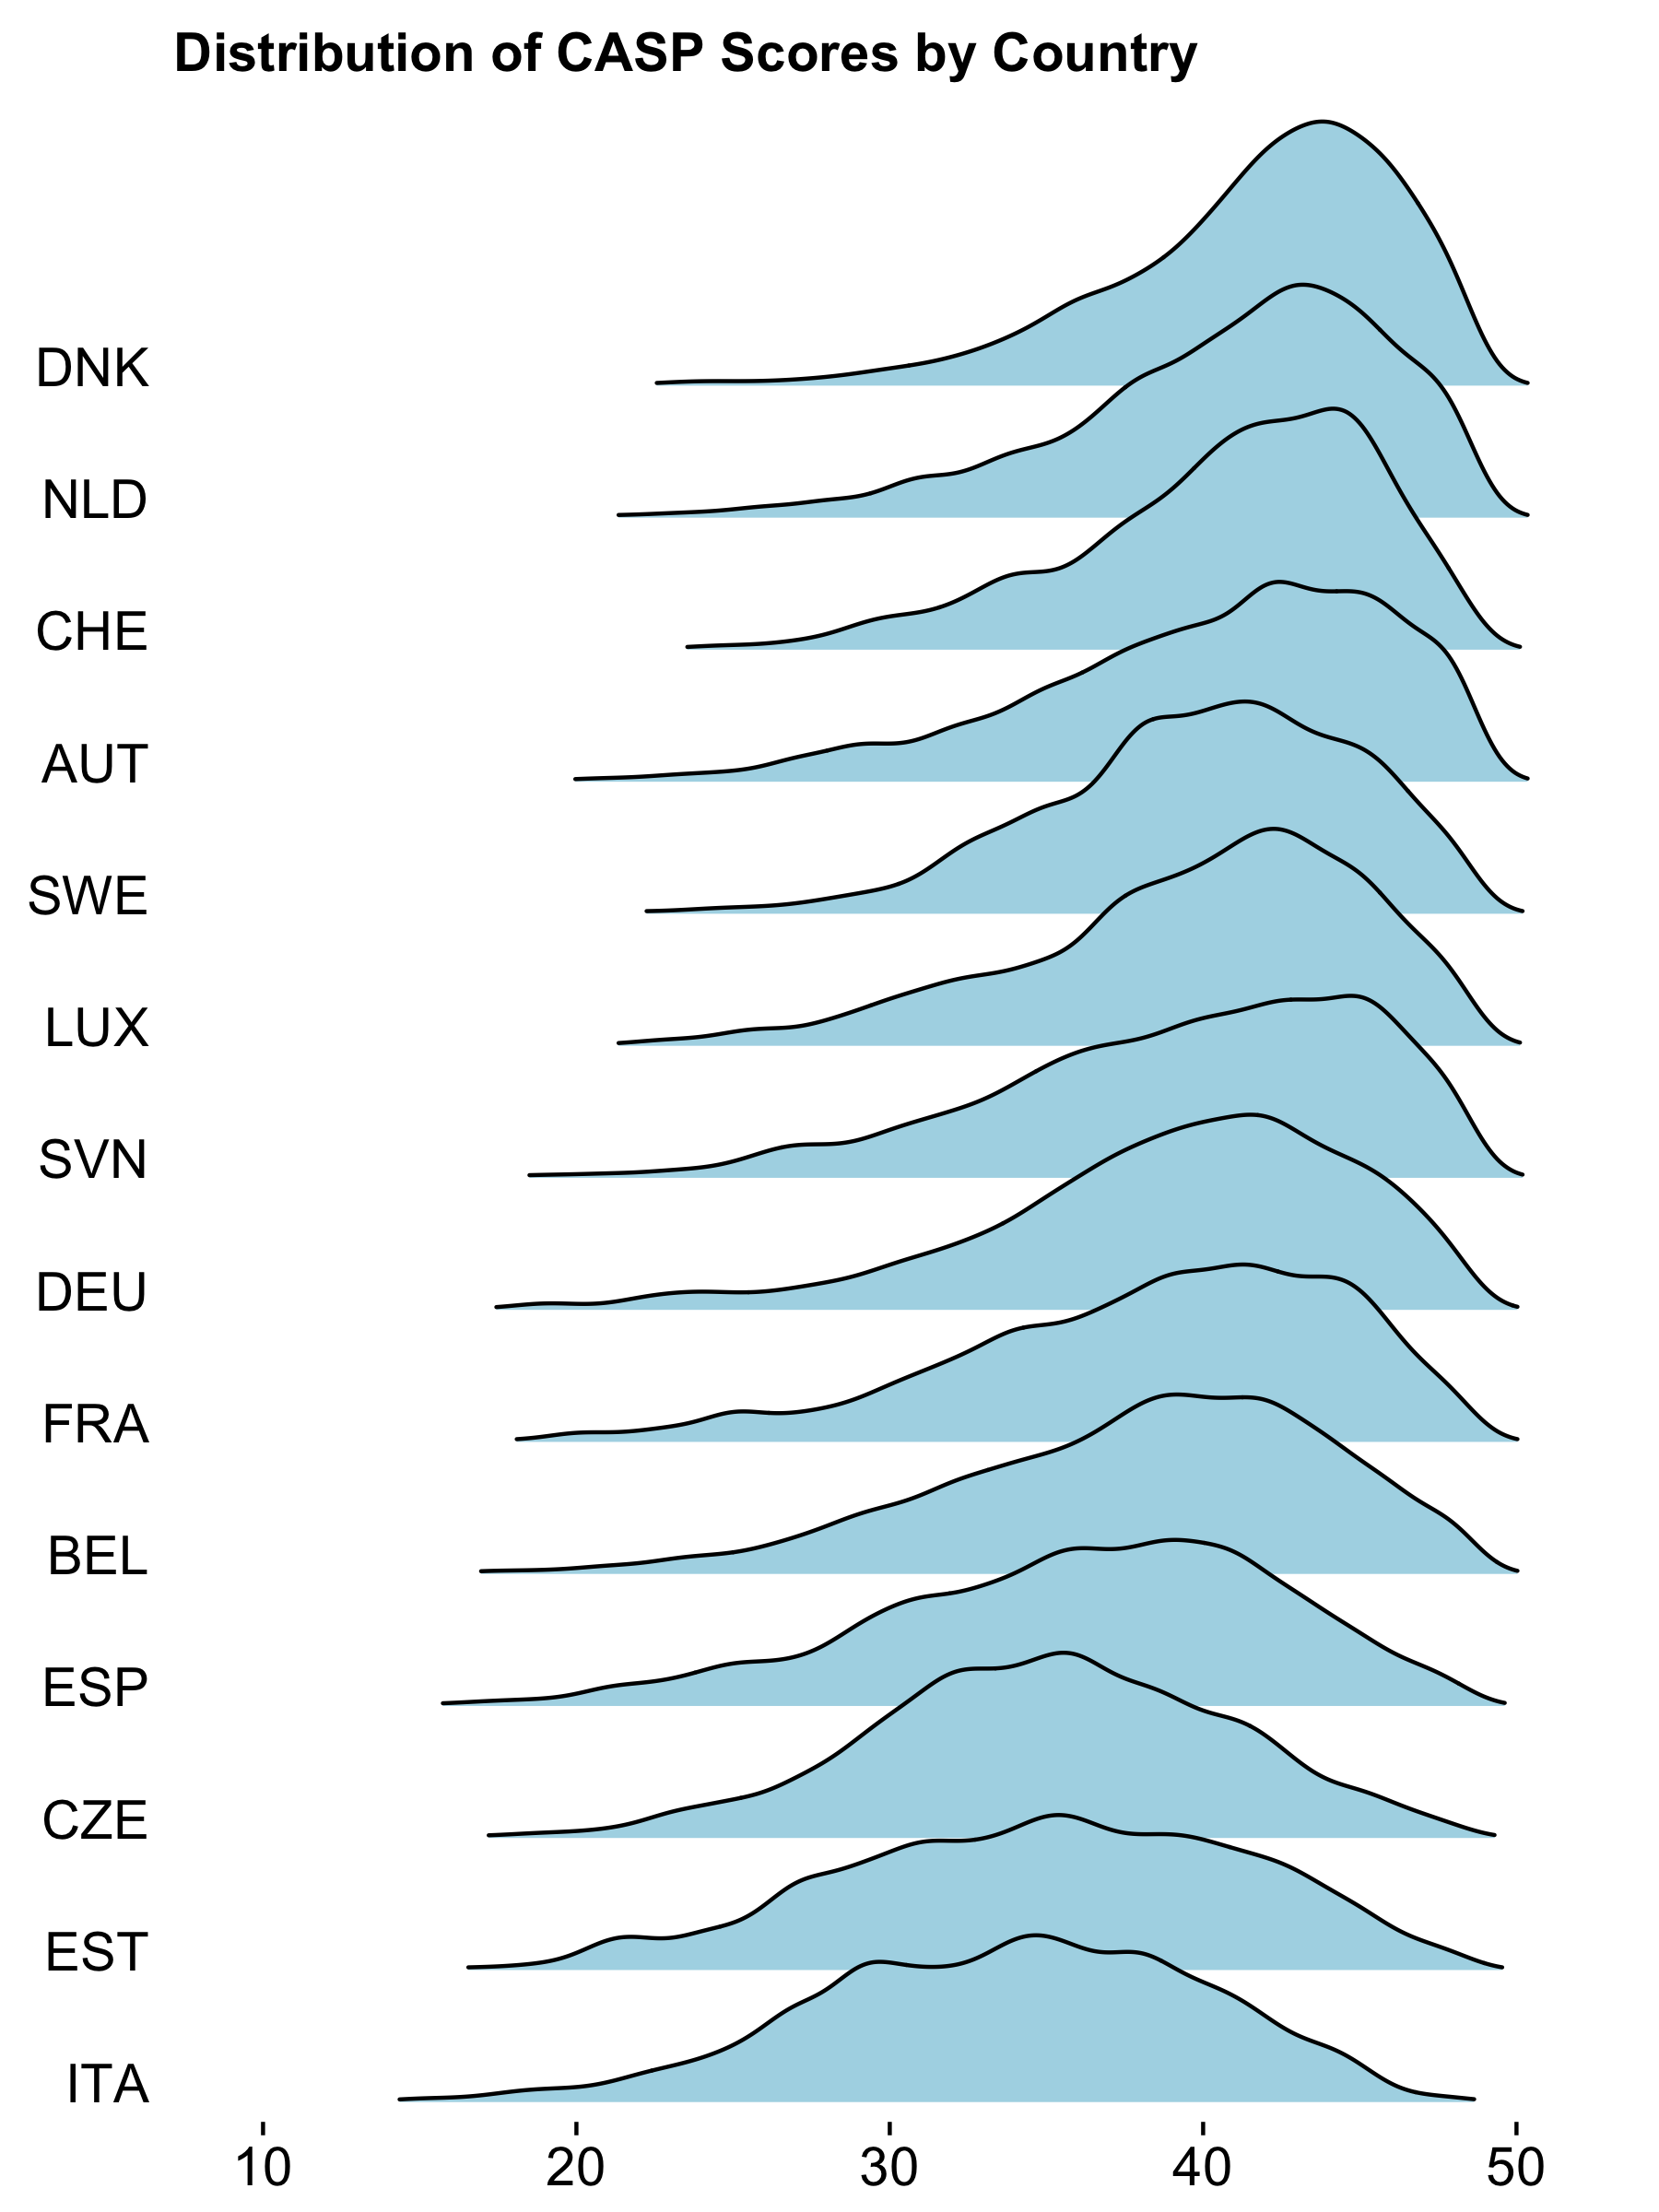 Distribution of CASP Scores by Country
DNK
NLD
CHE
AUT
SWE
LUX
SVN
DEU
FRA
BEL
ESP
CZE
EST
ITA
10 20 30 40 50